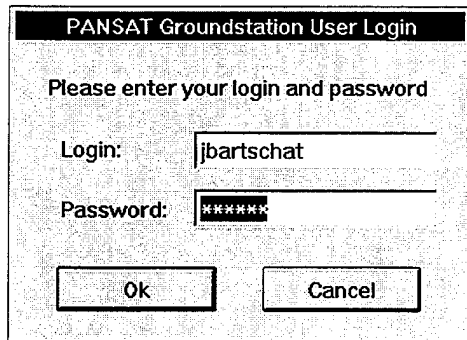 PANSAT Groundstation User Login
Please enter your login and password
Login: jbartschat
Password: ******
Ok Cancel